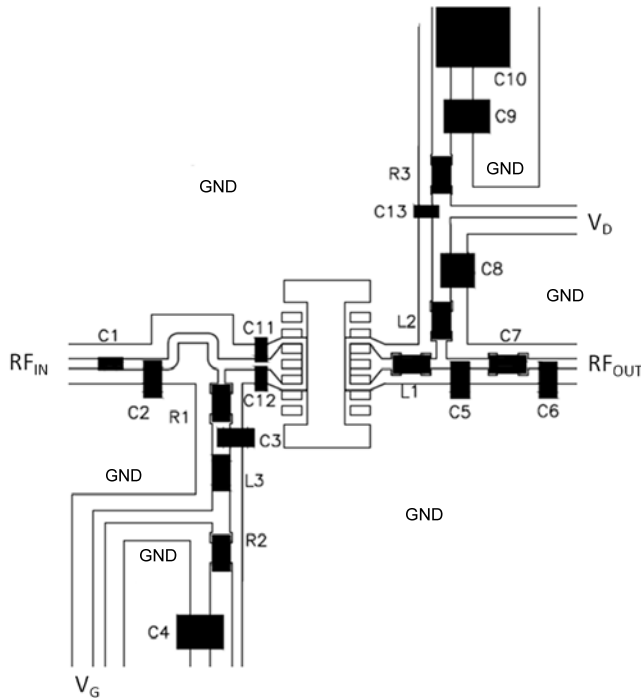 C10
C9
GND
R3
GND
C13
V_D
C8
GND
L2
C11
C1
C7
RF_IN
RF_OUT
C12
L1
C5
C6
C2
R1
C3
GND
L3
GND
R2
GND
C4
V_G